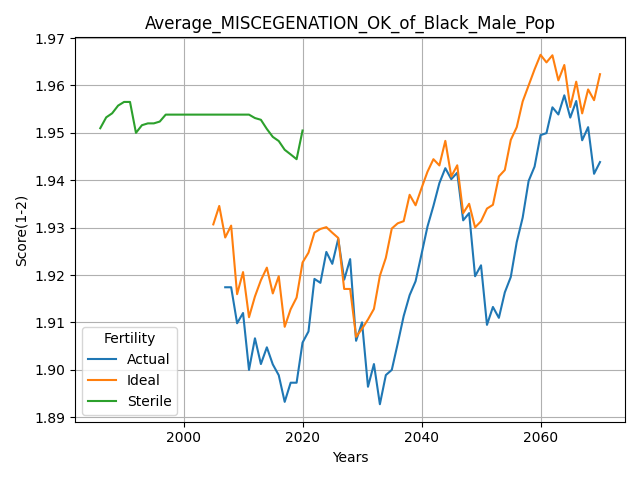 Average_MISCEGENATION_OK_of_Black_Male_Pop
1.97
1.96
1.95
1.94
1.93
1.92
1.91
1.90
1.89
Score(1-2)
Fertility
Actual
Ideal
Sterile
2000
2020
2040
2060
Years